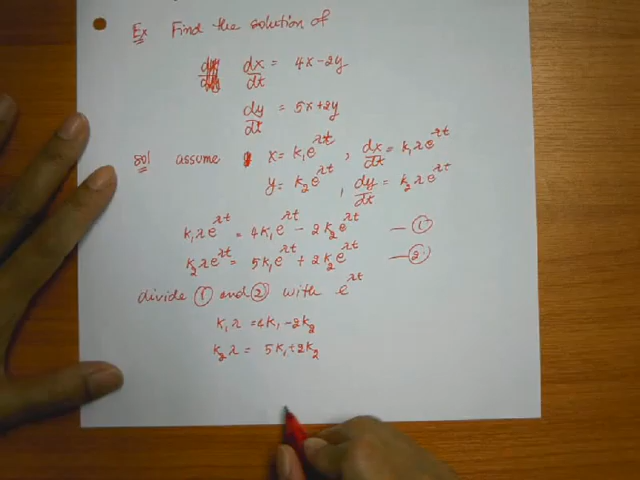 Ex Find the solution of
dx/dt = 4x-2y
dy/dt = 5x+2y
Sol assume x = k₁e^λt , dx/dt = k₁λe^λt
y = k₂e^λt , dy/dt = k₂λe^λt
k₁λe^λt = 4k₁e^λt - 2k₂e^λt — ①
k₂λe^λt = 5k₁e^λt + 2k₂e^λt — ②
divide ① and ② with e^λt
k₁λ = 4k₁ - 2k₂
k₂λ = 5k₁ + 2k₂